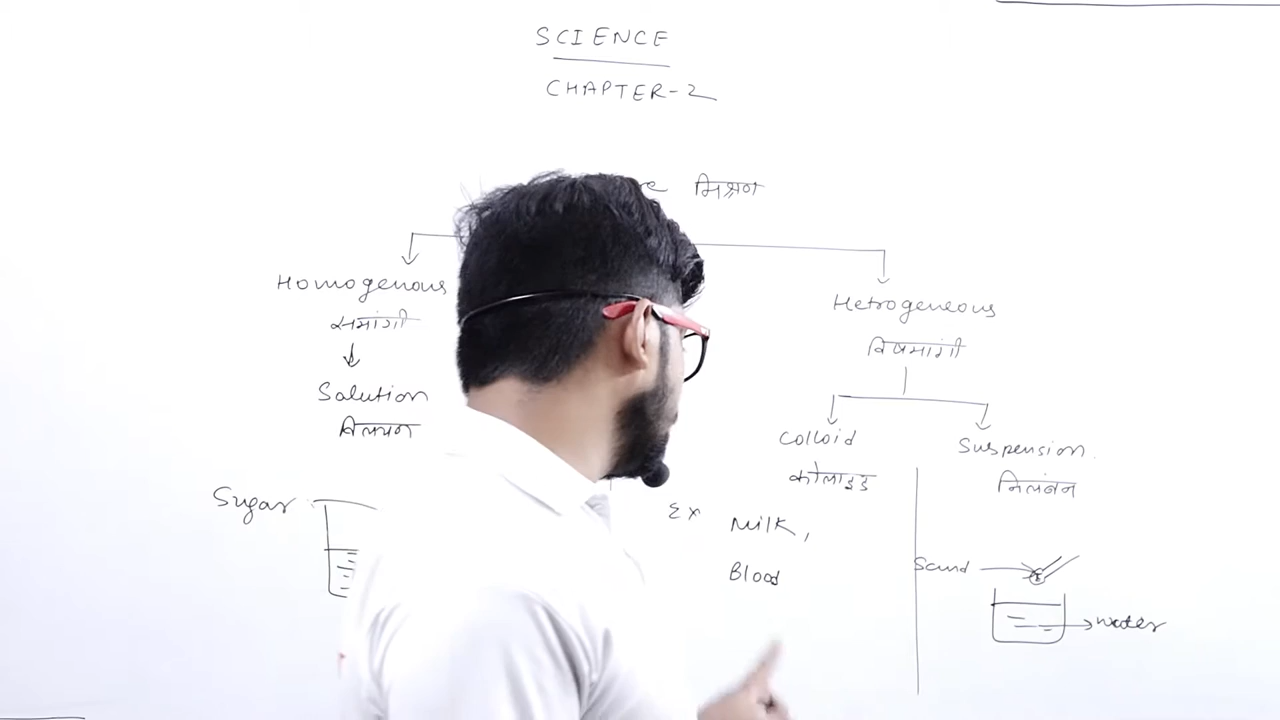 SCIENCE
CHAPTER-2
मिश्रण
Homogenous
समांगी
Solution
विलयन
Sugar
Hetrogeneous
विषमांगी
Colloid
कोलाइड
Suspension
निलंबन
Ex Milk,
Blood
Sand
water